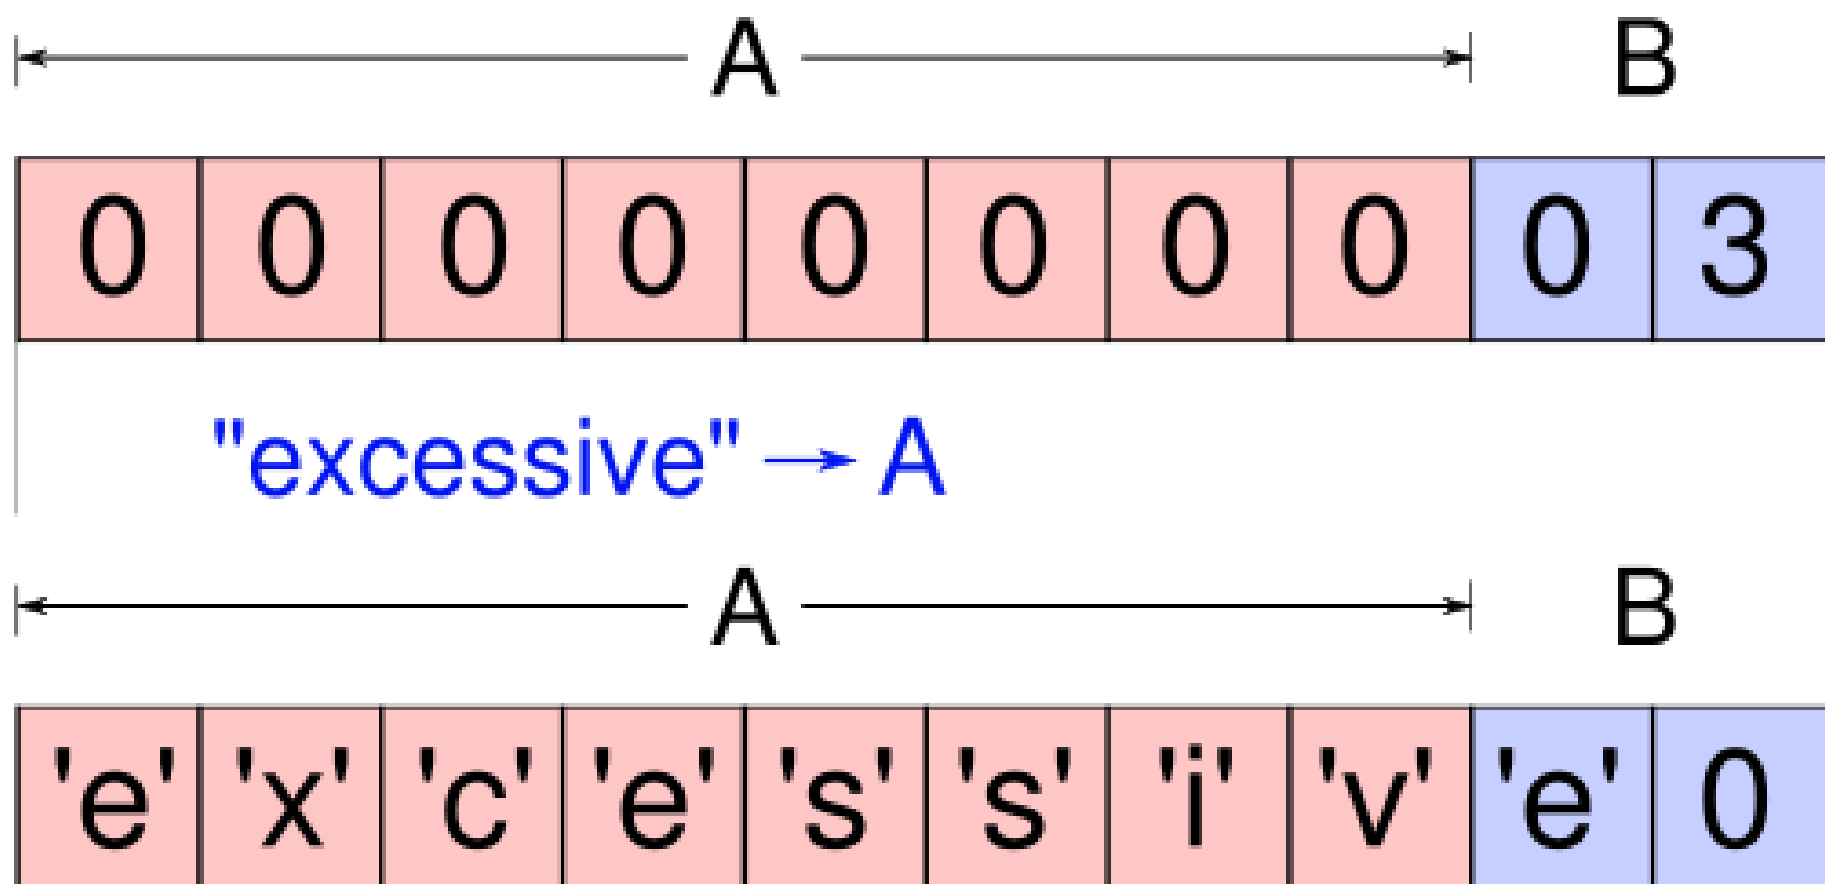 A B
0 0 0 0 0 0 0 0 0 3
"excessive" → A
A B
'e' 'x' 'c' 'e' 's' 's' 'i' 'v' 'e' 0